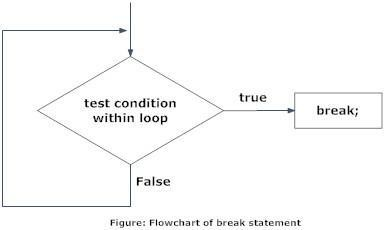 test condition
within loop
true
break;
False
Figure: Flowchart of break statement